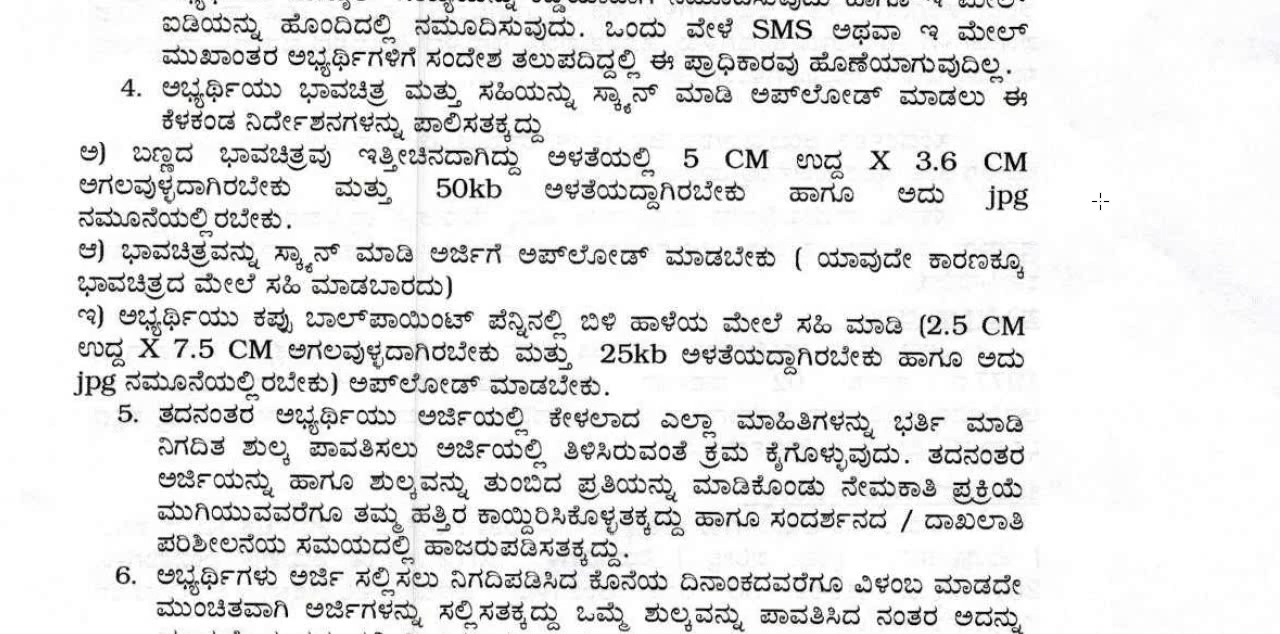 ಐಡಿಯನ್ನು ಹೊಂದಿದಲ್ಲಿ ನಮೂದಿಸುವುದು. ಒಂದು ವೇಳೆ SMS ಅಥವಾ ಇ ಮೇಲ್
ಮುಖಾಂತರ ಅಭ್ಯರ್ಥಿಗಳಿಗೆ ಸಂದೇಶ ತಲುಪದಿದ್ದಲ್ಲಿ ಈ ಪ್ರಾಧಿಕಾರವು ಹೊಣೆಯಾಗುವುದಿಲ್ಲ.
4. ಅಭ್ಯರ್ಥಿಯು ಭಾವಚಿತ್ರ ಮತ್ತು ಸಹಿಯನ್ನು ಸ್ಕ್ಯಾನ್ ಮಾಡಿ ಅಪ್‌ಲೋಡ್ ಮಾಡಲು ಈ
ಕೆಳಕಂಡ ನಿರ್ದೇಶನಗಳನ್ನು ಪಾಲಿಸತಕ್ಕದ್ದು
ಅ) ಬಣ್ಣದ ಭಾವಚಿತ್ರವು ಇತ್ತೀಚಿನದಾಗಿದ್ದು ಅಳತೆಯಲ್ಲಿ 5 CM ಉದ್ದ X 3.6 CM
ಅಗಲವುಳ್ಳದಾಗಿರಬೇಕು ಮತ್ತು 50kb ಅಳತೆಯದ್ದಾಗಿರಬೇಕು ಹಾಗೂ ಅದು jpg
ನಮೂನೆಯಲ್ಲಿರಬೇಕು.
ಆ) ಭಾವಚಿತ್ರವನ್ನು ಸ್ಕ್ಯಾನ್ ಮಾಡಿ ಅರ್ಜಿಗೆ ಅಪ್‌ಲೋಡ್ ಮಾಡಬೇಕು ( ಯಾವುದೇ ಕಾರಣಕ್ಕೂ
ಭಾವಚಿತ್ರದ ಮೇಲೆ ಸಹಿ ಮಾಡಬಾರದು)
ಇ) ಅಭ್ಯರ್ಥಿಯು ಕಪ್ಪು ಬಾಲ್‌ಪಾಯಿಂಟ್ ಪೆನ್ನಿನಲ್ಲಿ ಬಿಳಿ ಹಾಳೆಯ ಮೇಲೆ ಸಹಿ ಮಾಡಿ (2.5 CM
ಉದ್ದ X 7.5 CM ಅಗಲವುಳ್ಳದಾಗಿರಬೇಕು ಮತ್ತು 25kb ಅಳತೆಯದ್ದಾಗಿರಬೇಕು ಹಾಗೂ ಅದು
jpg ನಮೂನೆಯಲ್ಲಿರಬೇಕು) ಅಪ್‌ಲೋಡ್ ಮಾಡಬೇಕು.
5. ತದನಂತರ ಅಭ್ಯರ್ಥಿಯು ಅರ್ಜಿಯಲ್ಲಿ ಕೇಳಲಾದ ಎಲ್ಲಾ ಮಾಹಿತಿಗಳನ್ನು ಭರ್ತಿ ಮಾಡಿ
ನಿಗದಿತ ಶುಲ್ಕ ಪಾವತಿಸಲು ಅರ್ಜಿಯಲ್ಲಿ ತಿಳಿಸಿರುವಂತೆ ಕ್ರಮ ಕೈಗೊಳ್ಳುವುದು. ತದನಂತರ
ಅರ್ಜಿಯನ್ನು ಹಾಗೂ ಶುಲ್ಕವನ್ನು ತುಂಬಿದ ಪ್ರತಿಯನ್ನು ಮಾಡಿಕೊಂಡು ನೇಮಕಾತಿ ಪ್ರಕ್ರಿಯೆ
ಮುಗಿಯುವವರೆಗೂ ತಮ್ಮ ಹತ್ತಿರ ಕಾಯ್ದಿರಿಸಿಕೊಳ್ಳತಕ್ಕದ್ದು ಹಾಗೂ ಸಂದರ್ಶನದ / ದಾಖಲಾತಿ
ಪರಿಶೀಲನೆಯ ಸಮಯದಲ್ಲಿ ಹಾಜರುಪಡಿಸತಕ್ಕದ್ದು.
6. ಅಭ್ಯರ್ಥಿಗಳು ಅರ್ಜಿ ಸಲ್ಲಿಸಲು ನಿಗದಿಪಡಿಸಿದ ಕೊನೆಯ ದಿನಾಂಕದವರೆಗೂ ವಿಳಂಬ ಮಾಡದೇ
ಮುಂಚಿತವಾಗಿ ಅರ್ಜಿಗಳನ್ನು ಸಲ್ಲಿಸತಕ್ಕದ್ದು ಒಮ್ಮೆ ಶುಲ್ಕವನ್ನು ಪಾವತಿಸಿದ ನಂತರ ಅದನ್ನು